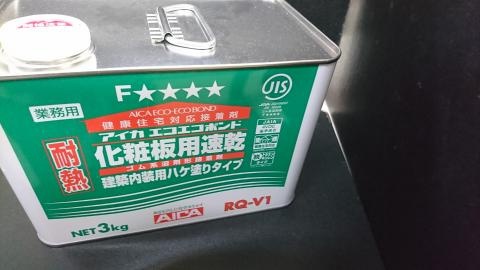 F★★★★
AICA ECO-ECO BOND
業務用
健康住宅対応接着剤
アイカ エコエコボンド
耐熱
化粧板用速乾
ゴム系溶剤形接着剤
建築内装用ハケ塗りタイプ
AICA
RQ-V1
NET 3kg
JIS
JAIA